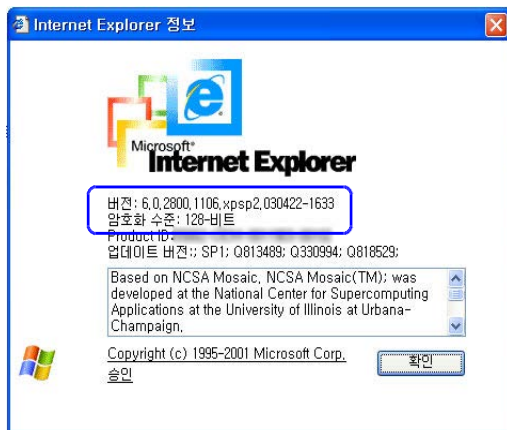 Internet Explorer 정보
Microsoft®
Internet Explorer
버전: 6.0.2800.1106.xpsp2.030422-1633
암호화 수준: 128-비트
Product ID:
업데이트 버전:; SP1; Q813489; Q330994; Q818529;
Based on NCSA Mosaic. NCSA Mosaic(TM); was
developed at the National Center for Supercomputing
Applications at the University of Illinois at Urbana-
Champaign.
Copyright (c) 1995-2001 Microsoft Corp.
승인
확인